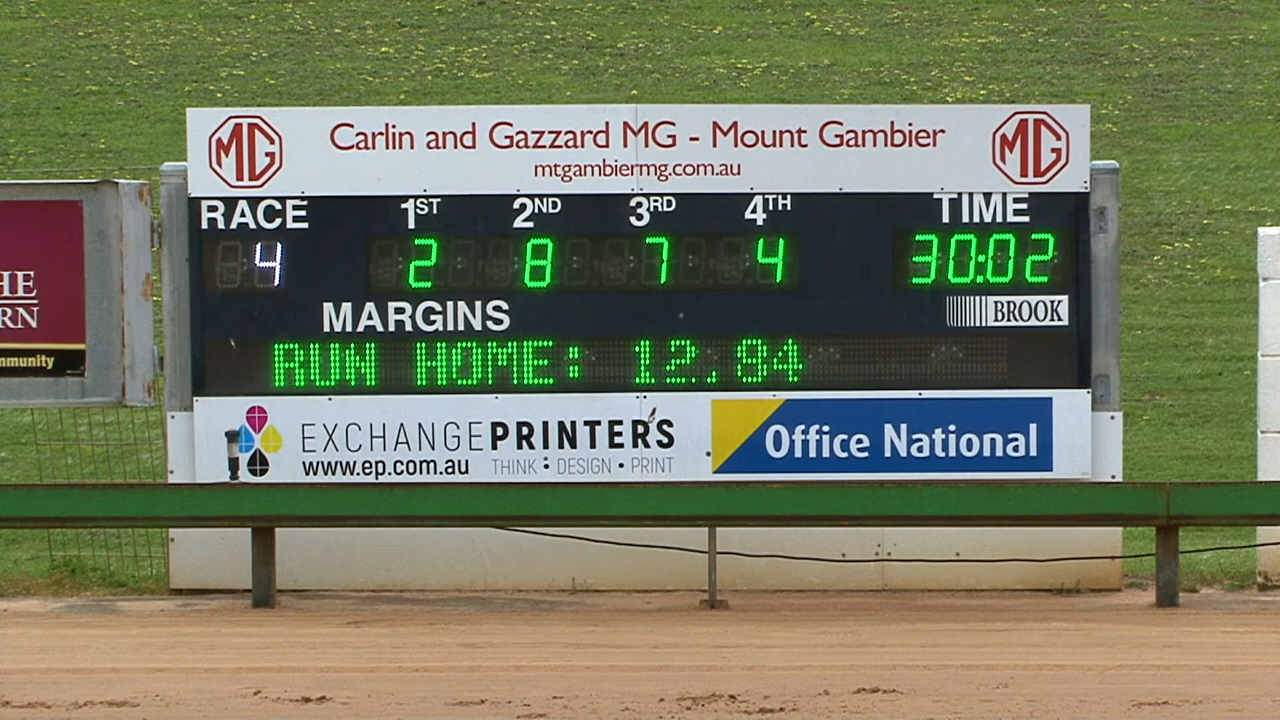 MG Carlin and Gazzard MG - Mount Gambier MG
mtgambiermg.com.au
RACE 1ST 2ND 3RD 4TH TIME
4 2 8 7 4 30:02
MARGINS BROOK
RUN HOME: 12.94
HE
RN
mmunity
EXCHANGEPRINTERS
www.ep.com.au THINK : DESIGN • PRINT
Office National